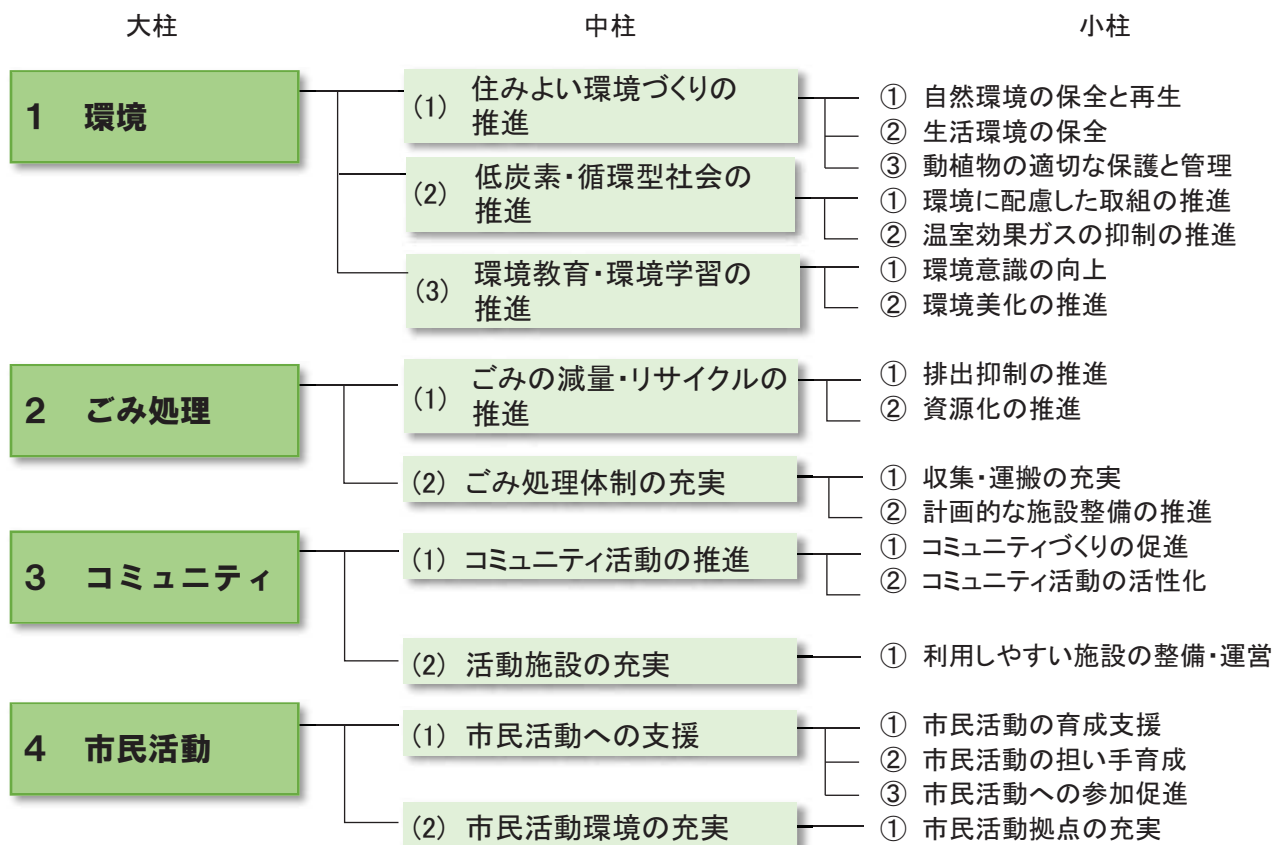 大柱 中柱 小柱
1 環境
(1) 住みよい環境づくりの
推進
① 自然環境の保全と再生
② 生活環境の保全
③ 動植物の適切な保護と管理
(2) 低炭素・循環型社会の
推進
① 環境に配慮した取組の推進
② 温室効果ガスの抑制の推進
(3) 環境教育・環境学習の
推進
① 環境意識の向上
② 環境美化の推進
2 ごみ処理
(1) ごみの減量・リサイクルの
推進
① 排出抑制の推進
② 資源化の推進
(2) ごみ処理体制の充実
① 収集・運搬の充実
② 計画的な施設整備の推進
3 コミュニティ
(1) コミュニティ活動の推進
① コミュニティづくりの促進
② コミュニティ活動の活性化
(2) 活動施設の充実
① 利用しやすい施設の整備・運営
4 市民活動
(1) 市民活動への支援
① 市民活動の育成支援
② 市民活動の担い手育成
③ 市民活動への参加促進
(2) 市民活動環境の充実
① 市民活動拠点の充実